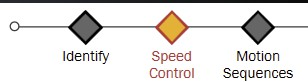 Identify
Speed
Control
Motion
Sequences